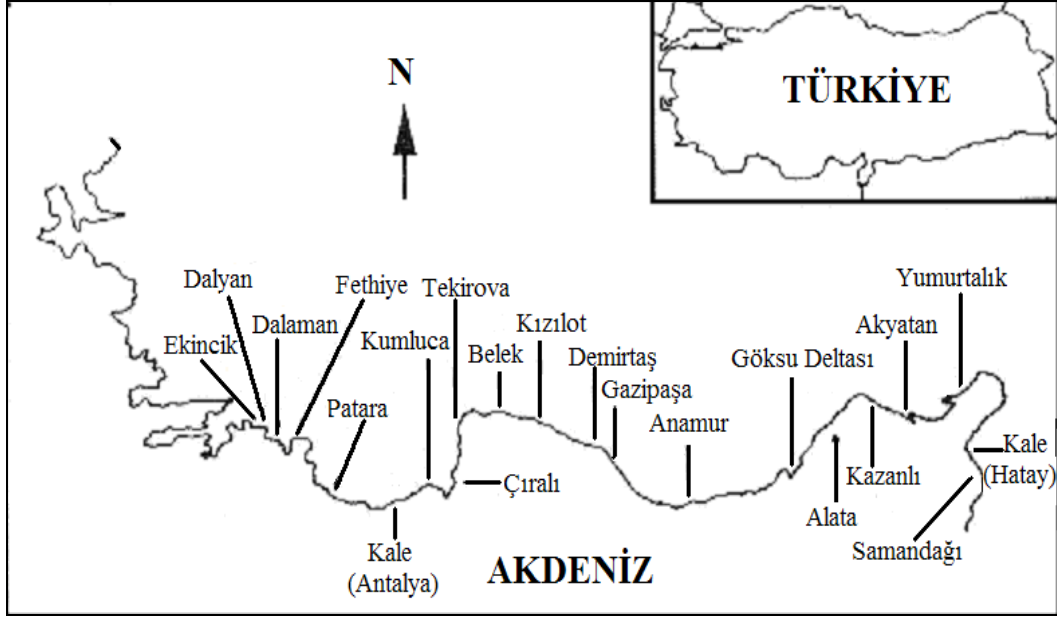 N
TÜRKİYE
Dalyan
Fethiye
Tekirova
Yumurtalık
Ekincik
Dalaman
Kumluca
Belek
Kızılot
Demirtaş
Gazipaşa
Göksu Deltası
Akyatan
Patara
Anamur
Kale
(Hatay)
Çıralı
Kazanlı
Alata
Samandağı
Kale
(Antalya)
AKDENİZ